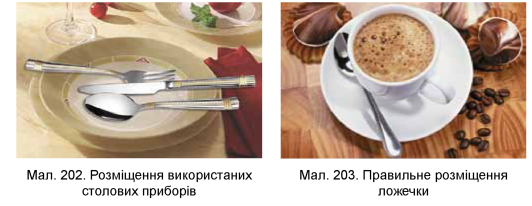 Мал. 202. Розміщення використаних
столових приборів
Мал. 203. Правильне розміщення
ложечки